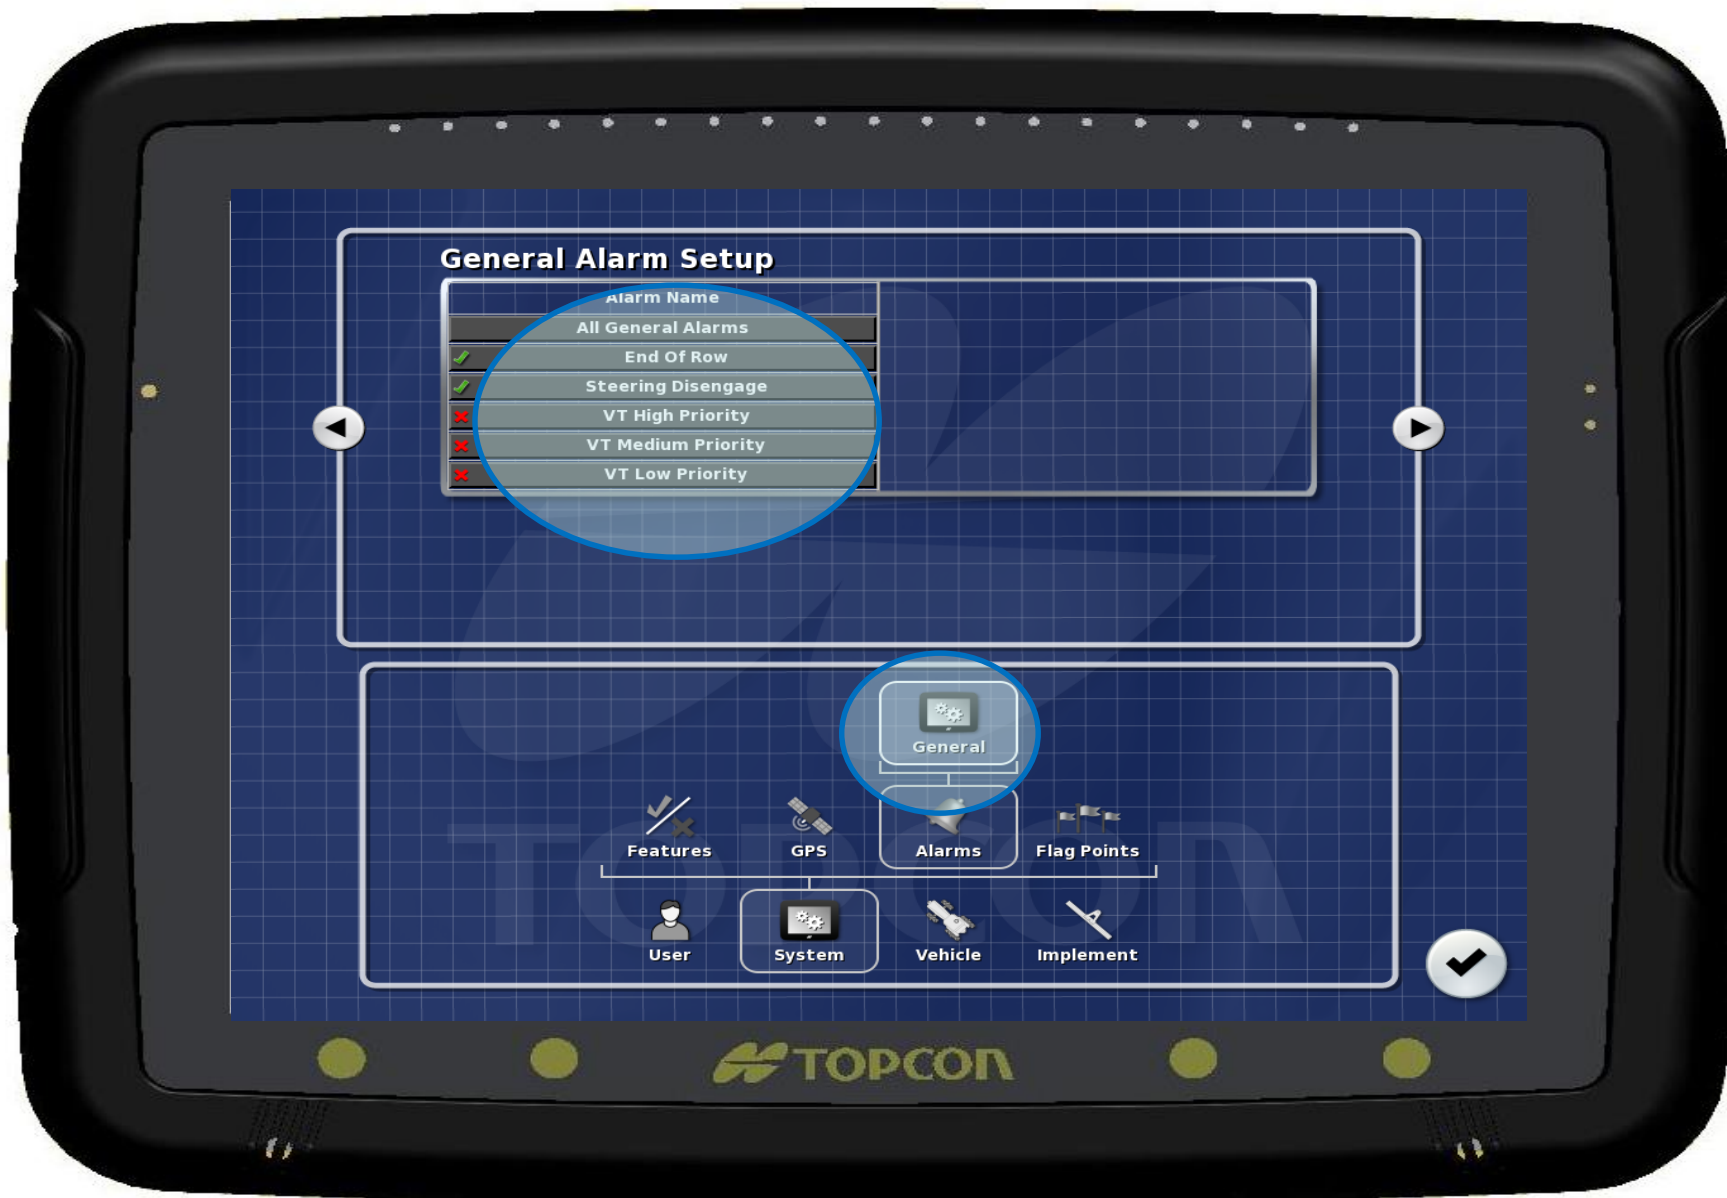 General Alarm Setup
Alarm Name
All General Alarms
End Of Row
Steering Disengage
VT High Priority
VT Medium Priority
VT Low Priority
General
Features GPS Alarms Flag Points
TOPCON
User System Vehicle Implement
TOPCON